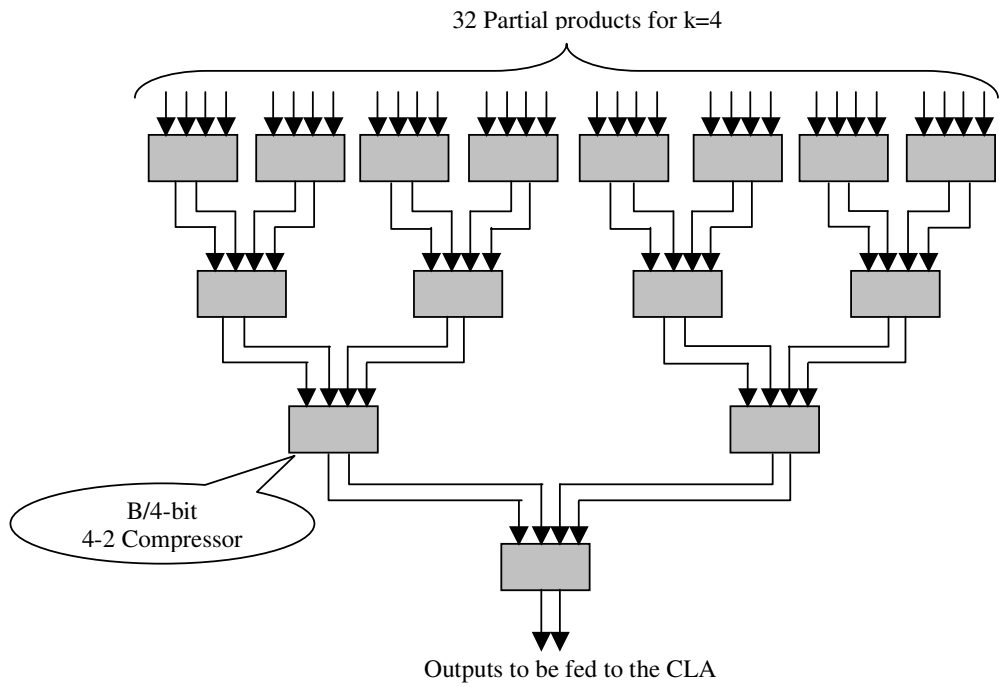 32 Partial products for k=4
B/4-bit
4-2 Compressor
Outputs to be fed to the CLA